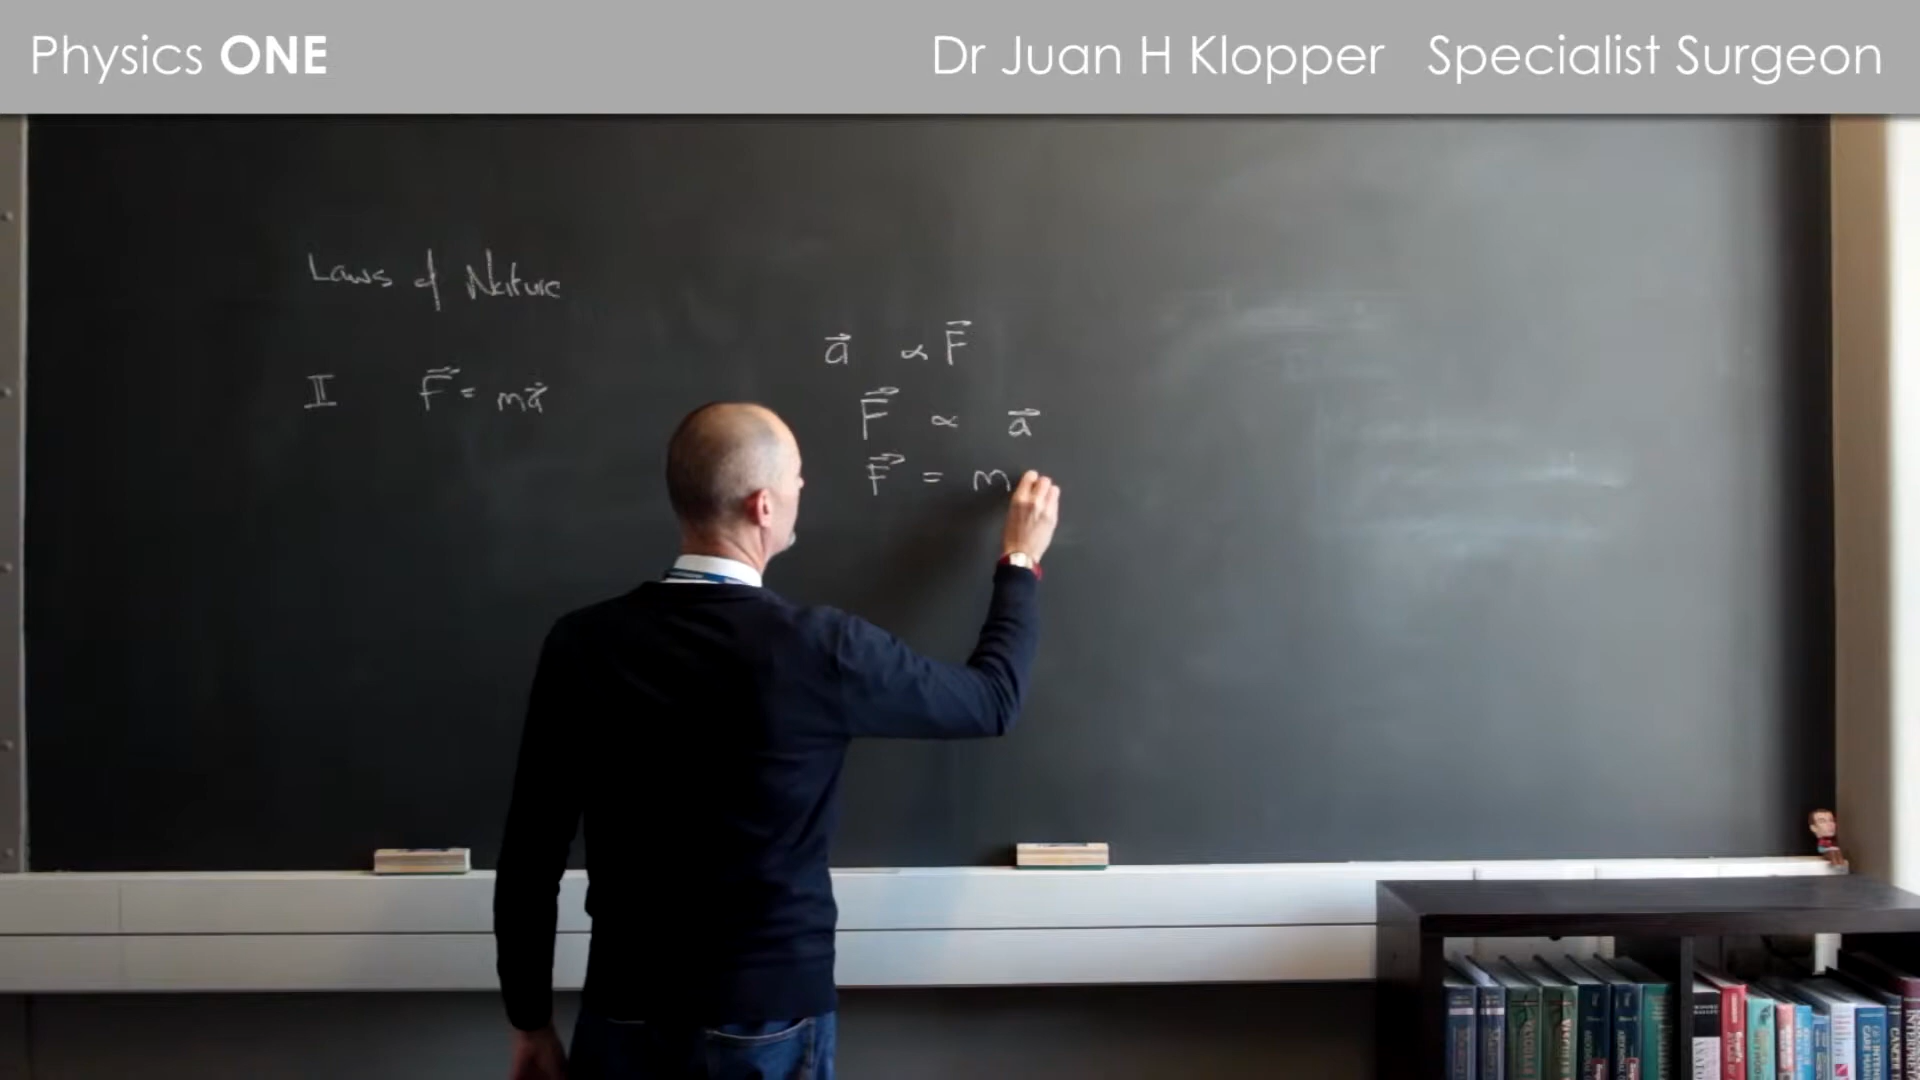 Physics ONE
Dr Juan H Klopper Specialist Surgeon
Laws of Nature
II F⃗ = ma⃗
a⃗ ∝ F⃗
F⃗ ∝ a⃗
F⃗ = m